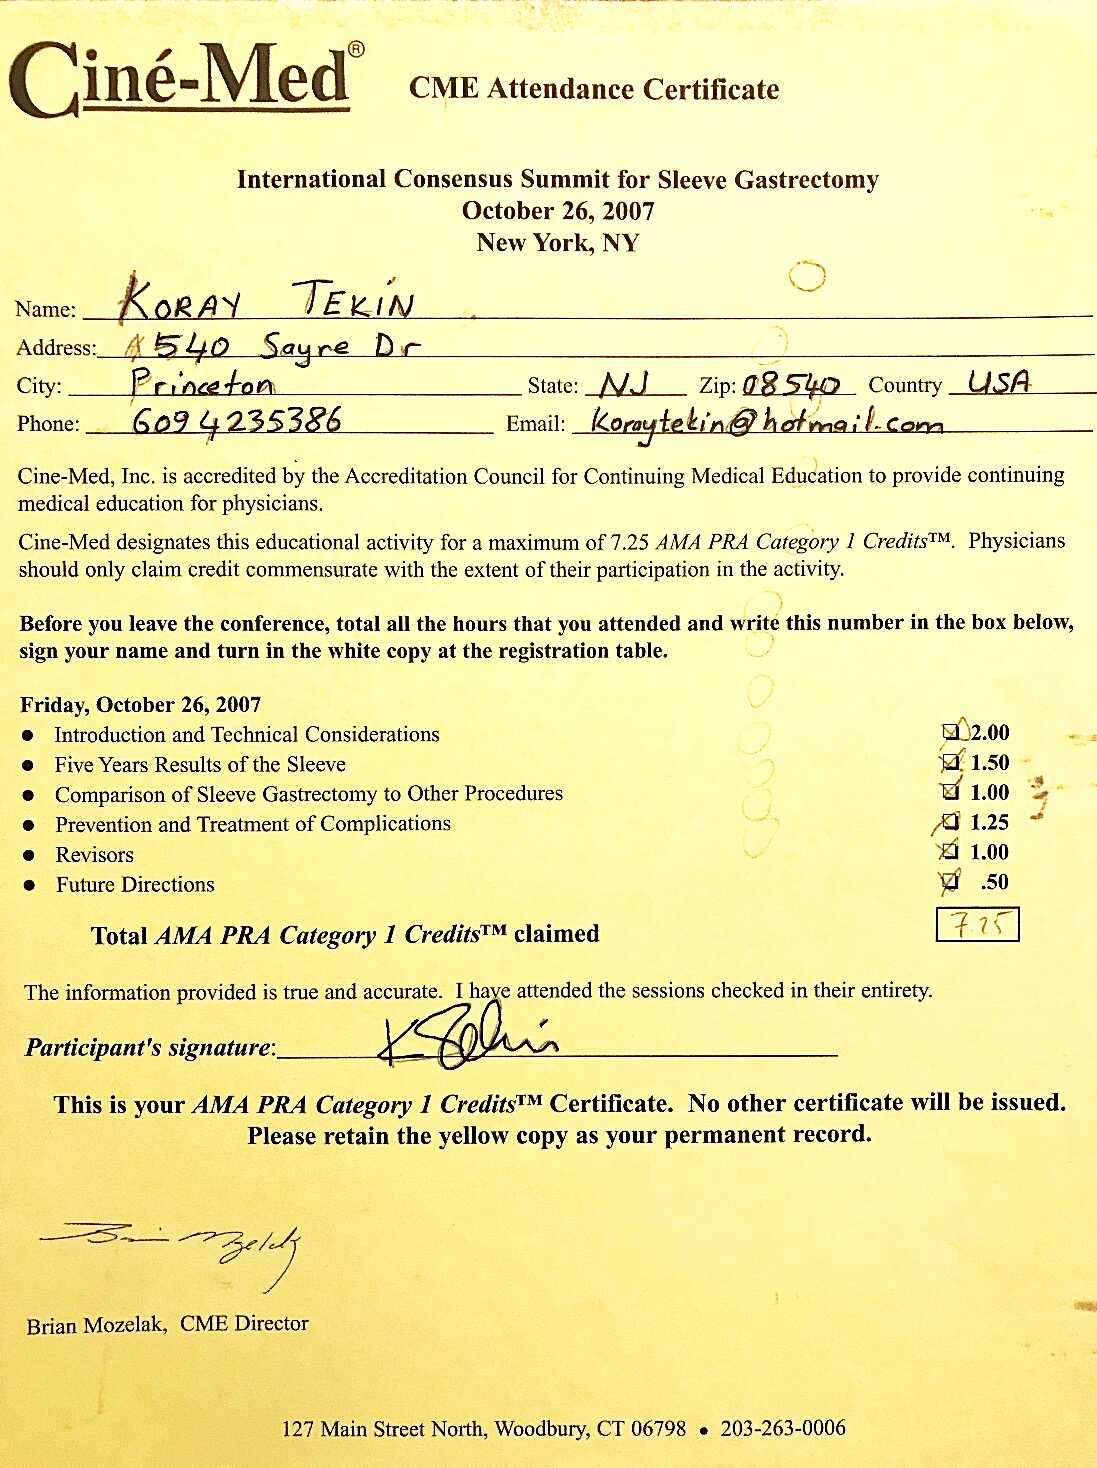 Ciné-Med®
CME Attendance Certificate
International Consensus Summit for Sleeve Gastrectomy
October 26, 2007
New York, NY
Name: KORAY TEKİN
Address: 540 Sayre Dr
City: Princeton State: NJ Zip: 08540 Country USA
Phone: 6094235386 Email: koraytekin@hotmail.com
Cine-Med, Inc. is accredited by the Accreditation Council for Continuing Medical Education to provide continuing
medical education for physicians.
Cine-Med designates this educational activity for a maximum of 7.25 AMA PRA Category 1 Credits™. Physicians
should only claim credit commensurate with the extent of their participation in the activity.
Before you leave the conference, total all the hours that you attended and write this number in the box below,
sign your name and turn in the white copy at the registration table.
Friday, October 26, 2007
● Introduction and Technical Considerations ☑ 2.00
● Five Years Results of the Sleeve ☑ 1.50
● Comparison of Sleeve Gastrectomy to Other Procedures ☑ 1.00
● Prevention and Treatment of Complications ☑ 1.25
● Revisors ☑ 1.00
● Future Directions ☑ .50
Total AMA PRA Category 1 Credits™ claimed 7.25
The information provided is true and accurate. I have attended the sessions checked in their entirety.
Participant's signature: K Tekin
This is your AMA PRA Category 1 Credits™ Certificate. No other certificate will be issued.
Please retain the yellow copy as your permanent record.
Brian Mozelak, CME Director
127 Main Street North, Woodbury, CT 06798 ● 203-263-0006